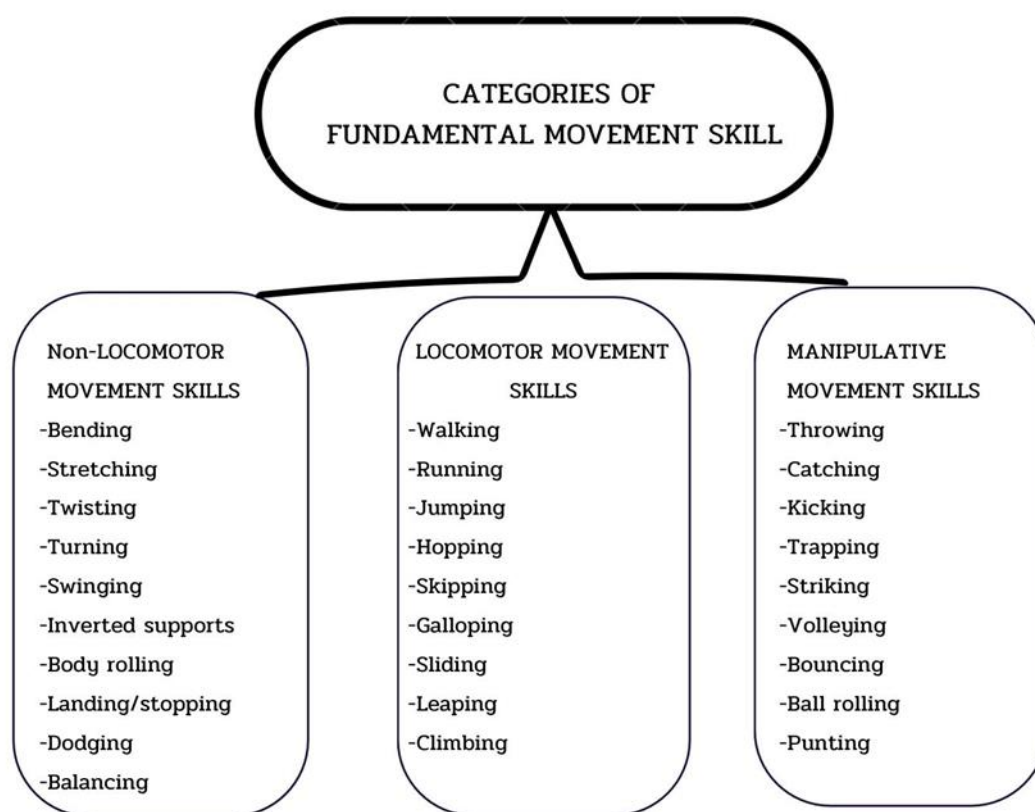 CATEGORIES OF
FUNDAMENTAL MOVEMENT SKILL
Non-LOCOMOTOR
MOVEMENT SKILLS
-Bending
-Stretching
-Twisting
-Turning
-Swinging
-Inverted supports
-Body rolling
-Landing/stopping
-Dodging
-Balancing
LOCOMOTOR MOVEMENT
SKILLS
-Walking
-Running
-Jumping
-Hopping
-Skipping
-Galloping
-Sliding
-Leaping
-Climbing
MANIPULATIVE
MOVEMENT SKILLS
-Throwing
-Catching
-Kicking
-Trapping
-Striking
-Volleying
-Bouncing
-Ball rolling
-Punting